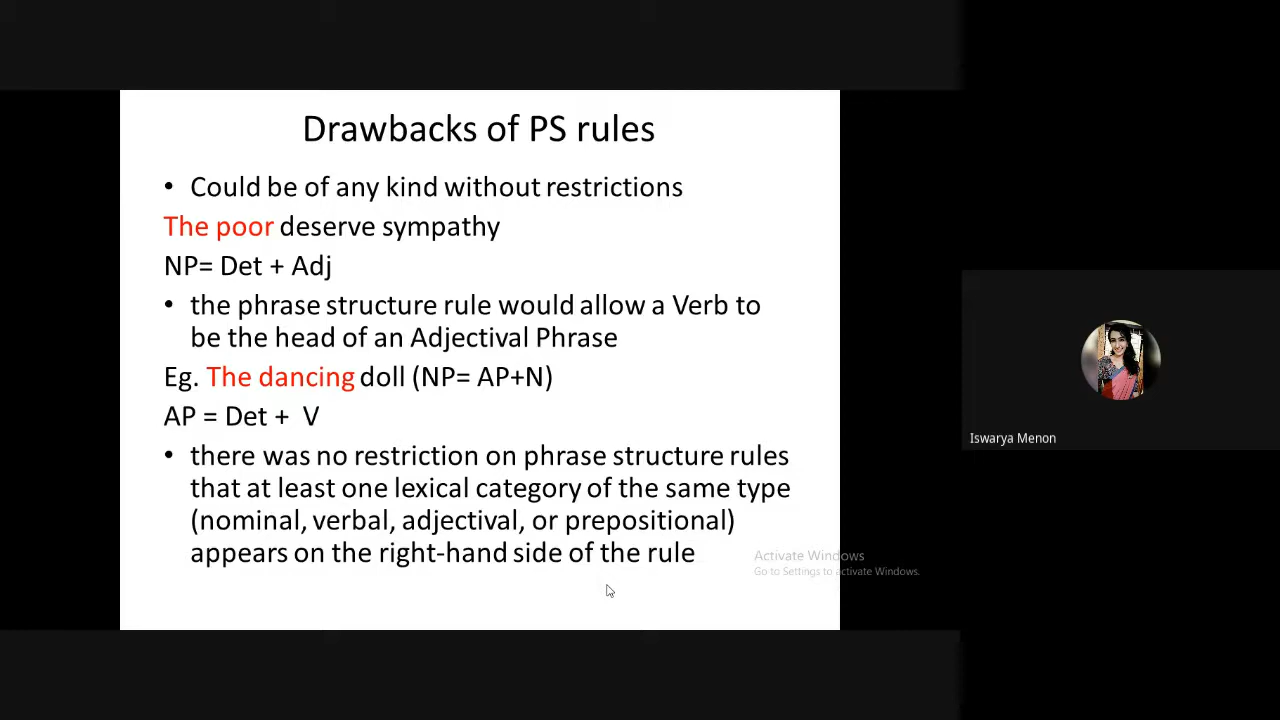 Drawbacks of PS rules
• Could be of any kind without restrictions
The poor deserve sympathy
NP= Det + Adj
• the phrase structure rule would allow a Verb to
be the head of an Adjectival Phrase
Eg. The dancing doll (NP= AP+N)
AP = Det + V
• there was no restriction on phrase structure rules
that at least one lexical category of the same type
(nominal, verbal, adjectival, or prepositional)
appears on the right-hand side of the rule
Activate Windows
Go to Settings to activate Windows.
Iswarya Menon